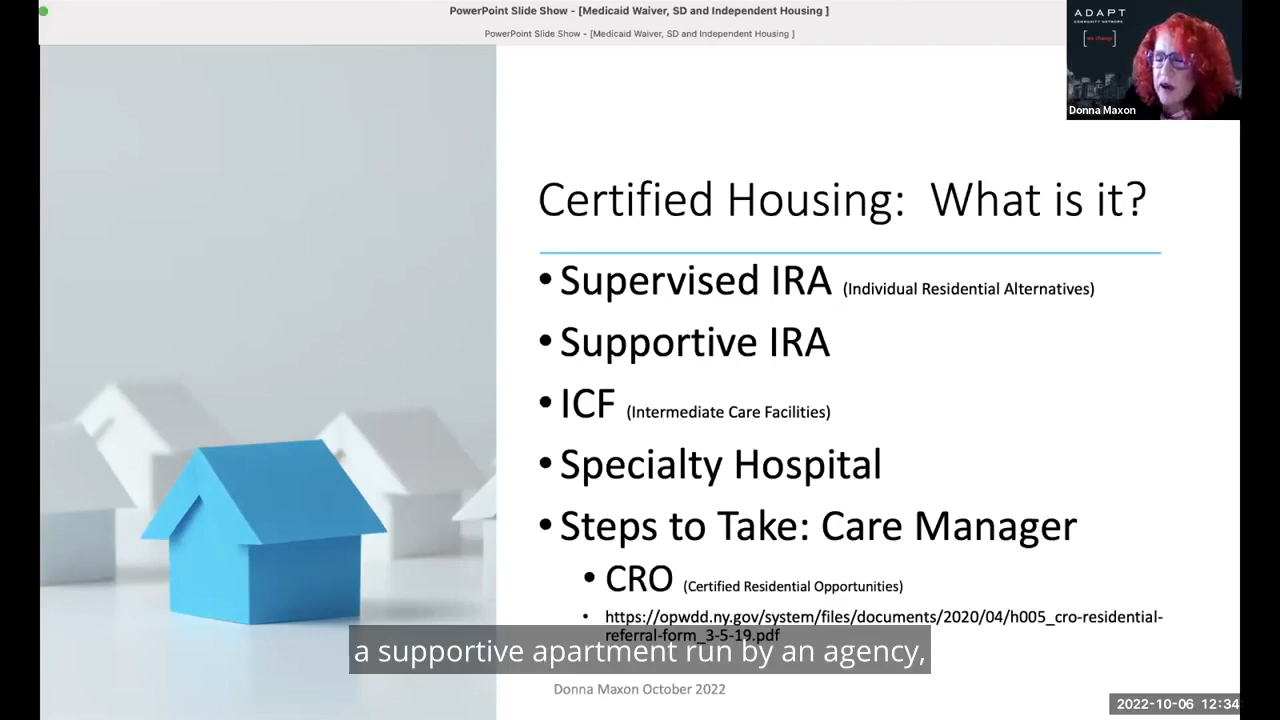 PowerPoint Slide Show - [Medicaid Waiver, SD and Independent Housing ]
PowerPoint Slide Show - [Medicaid Waiver, SD and Independent Housing ]
ADAPT
COMMUNITY NETWORK
[we change]
Donna Maxon
Certified Housing: What is it?
• Supervised IRA (Individual Residential Alternatives)
• Supportive IRA
• ICF (Intermediate Care Facilities)
• Specialty Hospital
• Steps to Take: Care Manager
• CRO (Certified Residential Opportunities)
• https://opwdd.ny.gov/system/files/documents/2020/04/h005_cro-residential-
referral-form_3-5-19.pdf
a supportive apartment run by an agency,
Donna Maxon October 2022
2022-10-06 12:34